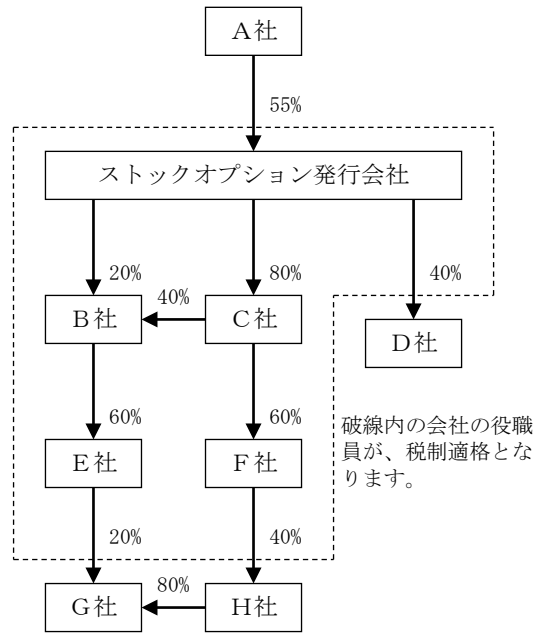 A社
55%
ストックオプション発行会社
20%
80%
40%
40%
B社
C社
D社
60%
60%
破線内の会社の役職
員が、税制適格とな
ります。
E社
F社
20%
40%
80%
G社
H社